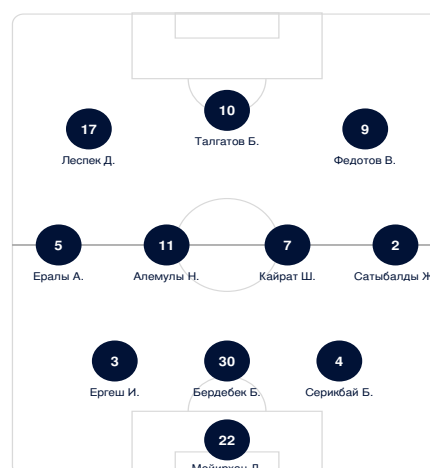 10
Талгатов Б.
17
Леспек Д.
9
Федотов В.
5
Ералы А.
11
Алемулы Н.
7
Кайрат Ш.
2
Сатыбалды
3
Ергеш И.
30
Бердебек Б.
4
Серикбай Б.
22